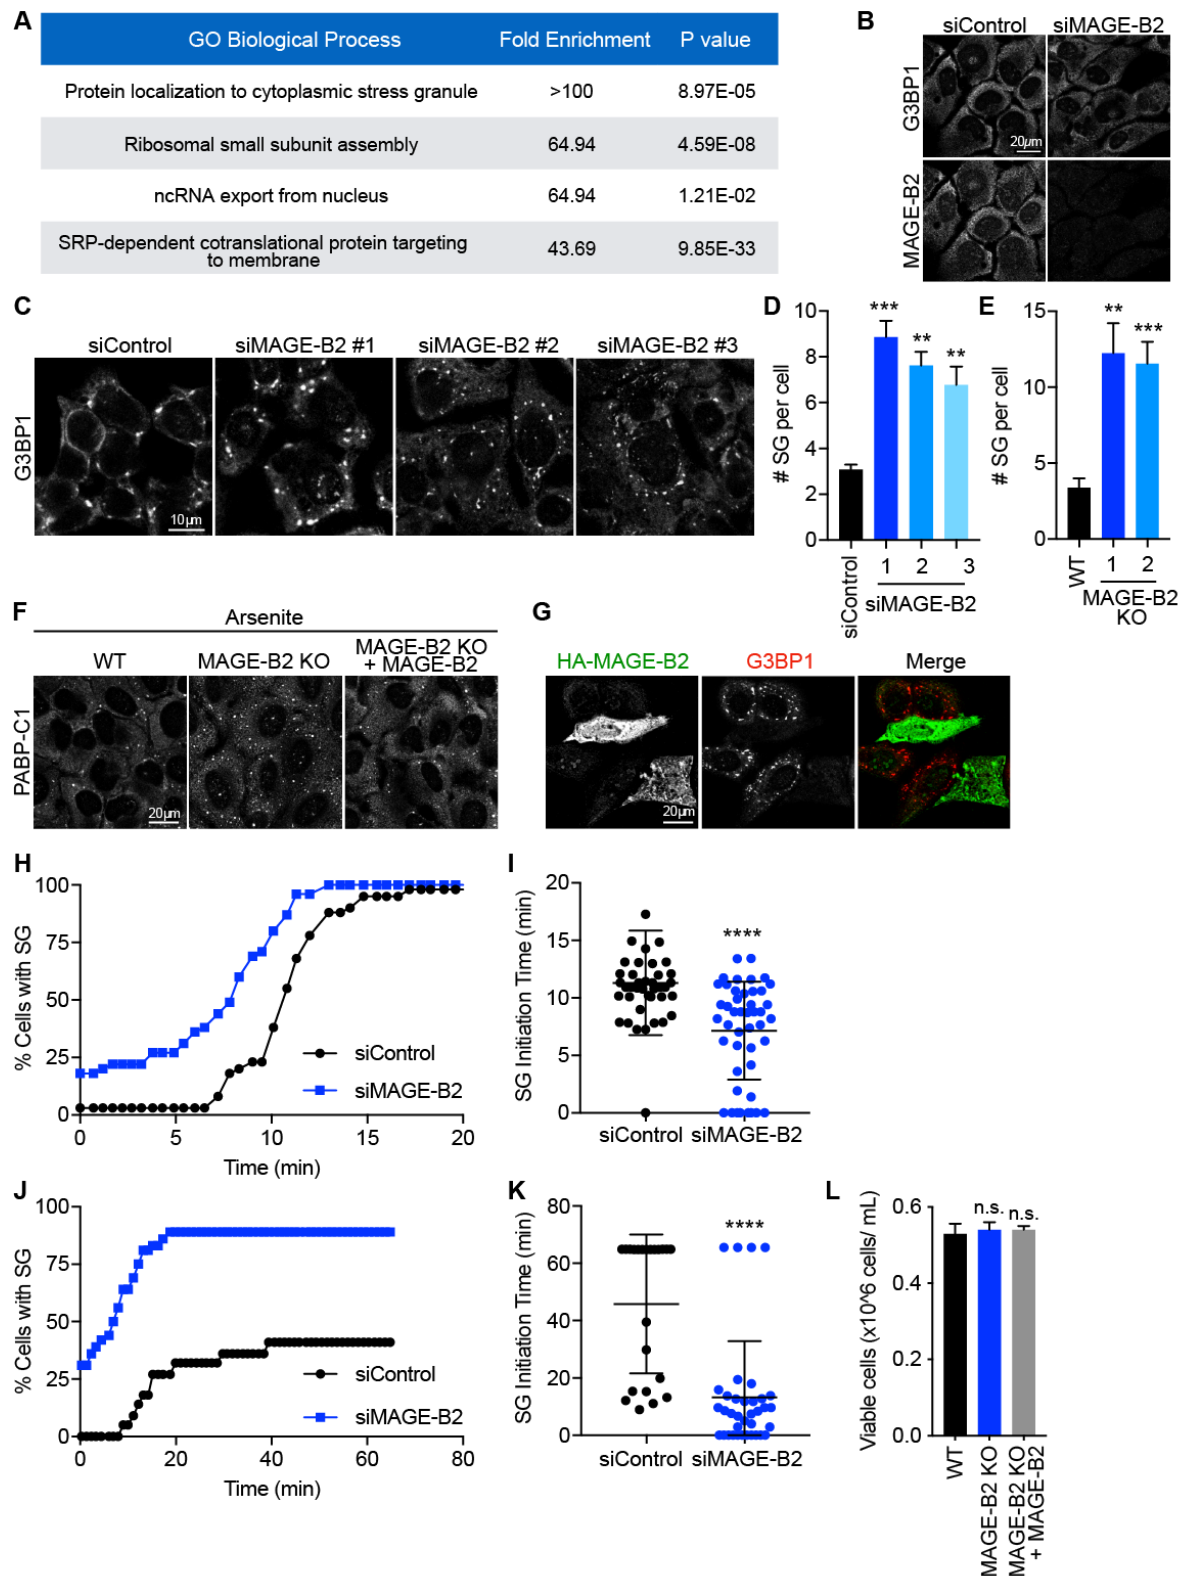 A
GO Biological Process Fold Enrichment P value
Protein localization to cytoplasmic stress granule >100 8.97E-05
Ribosomal small subunit assembly 64.94 4.59E-08
ncRNA export from nucleus 64.94 1.21E-02
SRP-dependent cotranslational protein targeting
to membrane 43.69 9.85E-33
B
siControl siMAGE-B2
G3BP1
20µm
MAGE-B2
C
siControl siMAGE-B2 #1 siMAGE-B2 #2 siMAGE-B2 #3
G3BP1
10µm
D
# SG per cell
10
8
6
4
2
0
*** ** **
siControl 1 2 3
siMAGE-B2
E
# SG per cell
15
10
5
0
** ***
WT 1 2
MAGE-B2
KO
F
Arsenite
WT MAGE-B2 KO MAGE-B2 KO
+ MAGE-B2
PABP-C1
20µm
G
HA-MAGE-B2 G3BP1 Merge
20µm
H
% Cells with SG
100
75
50
25
0
siControl
siMAGE-B2
0 5 10 15 20
Time (min)
I
SG Initiation Time (min)
20
15
10
5
0
****
siControl siMAGE-B2
J
% Cells with SG
100
75
50
25
0
siControl
siMAGE-B2
0 20 40 60 80
Time (min)
K
SG Initiation Time (min)
80
60
40
20
0
****
siControl siMAGE-B2
L
Viable cells (x10^6 cells/ mL)
0.6
0.4
0.2
0.0
n.s. n.s.
WT
MAGE-B2 KO
MAGE-B2 KO
+ MAGE-B2